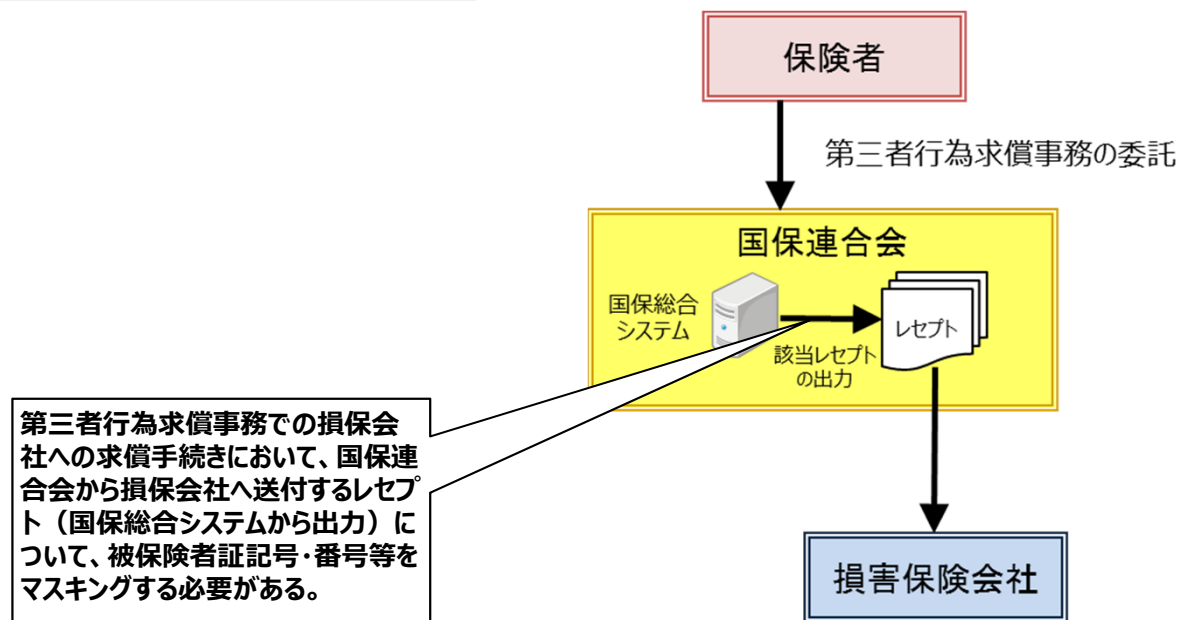 保険者
第三者行為求償事務の委託
国保連合会
国保総合
システム
レセプト
該当レセプト
の出力
第三者行為求償事務での損保会
社への求償手続きにおいて、国保連
合会から損保会社へ送付するレセプ
ト（国保総合システムから出力）に
ついて、被保険者証記号・番号等を
マスキングする必要がある。
損害保険会社